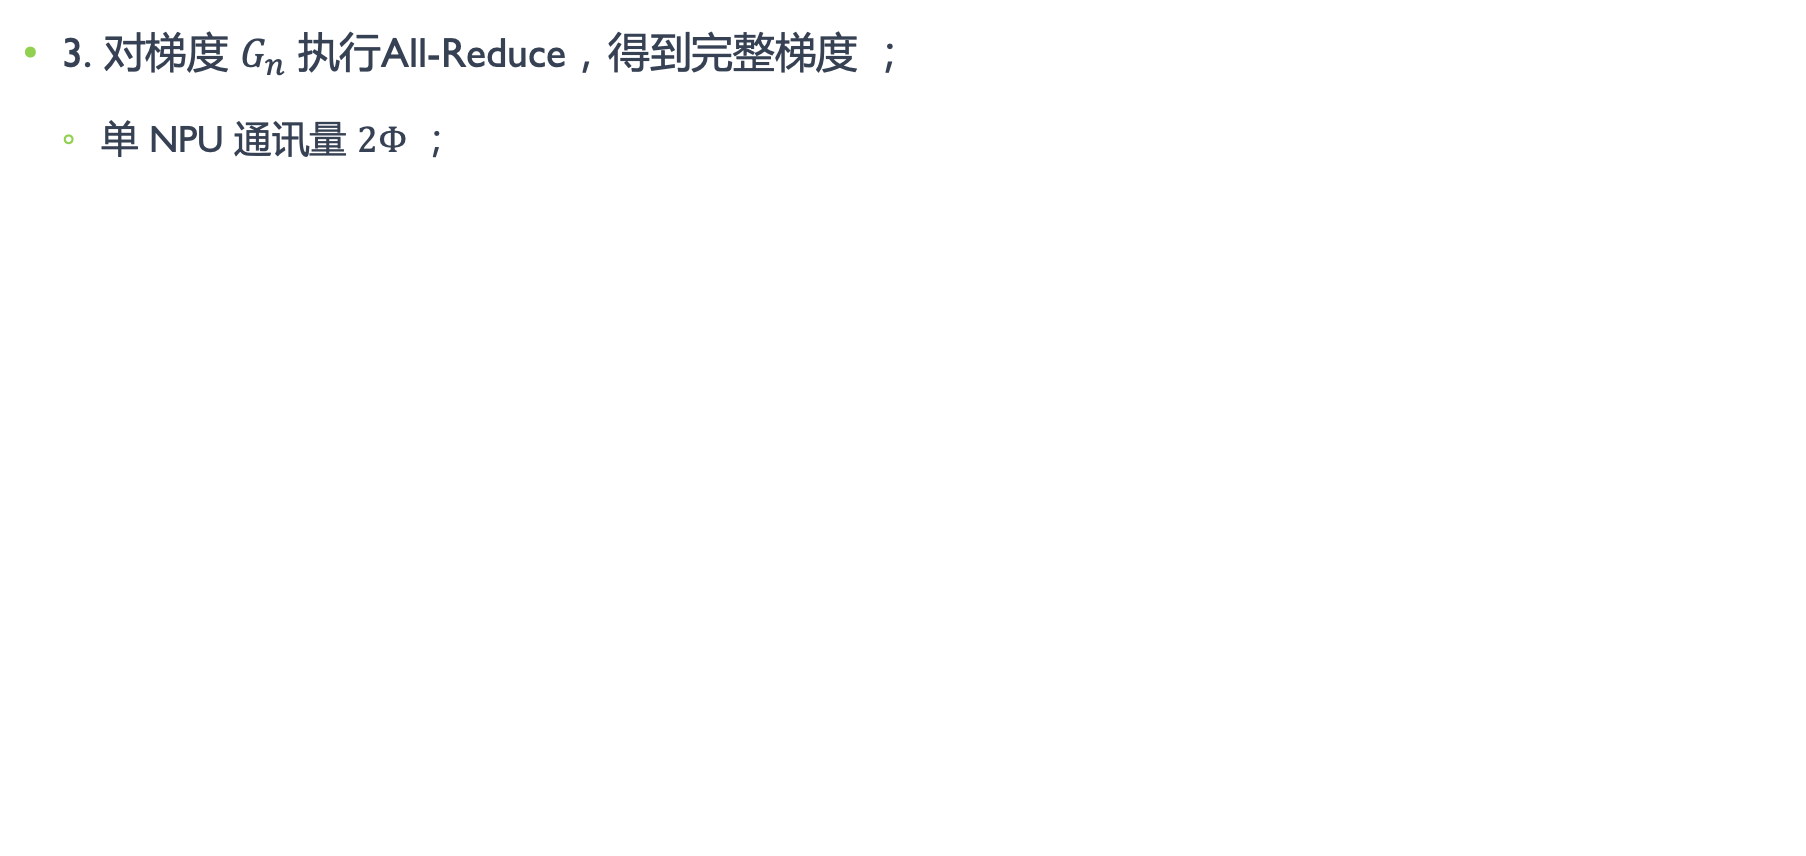 • 3. 对梯度 Gₙ 执行All-Reduce，得到完整梯度 ；
◦ 单 NPU 通讯量 2Φ ；